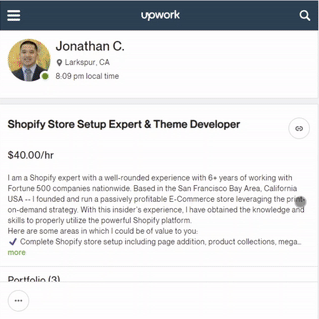 upwork
Jonathan C.
Larkspur, CA
8:09 pm local time
Shopify Store Setup Expert & Theme Developer
$40.00/hr
I am a Shopify expert with a well-rounded experience with 6+ years of working with
Fortune 500 companies nationwide. Based in the San Francisco Bay Area, California
USA -- I founded and run a passively profitable E-Commerce store leveraging the print-
on-demand strategy. With this insider's experience, I have obtained the knowledge and
skills to properly utilize the powerful Shopify platform.
Here are some areas in which I could be of value to you:
✔ Complete Shopify store setup including page addition, product collections, mega...
more
Portfolio (3)